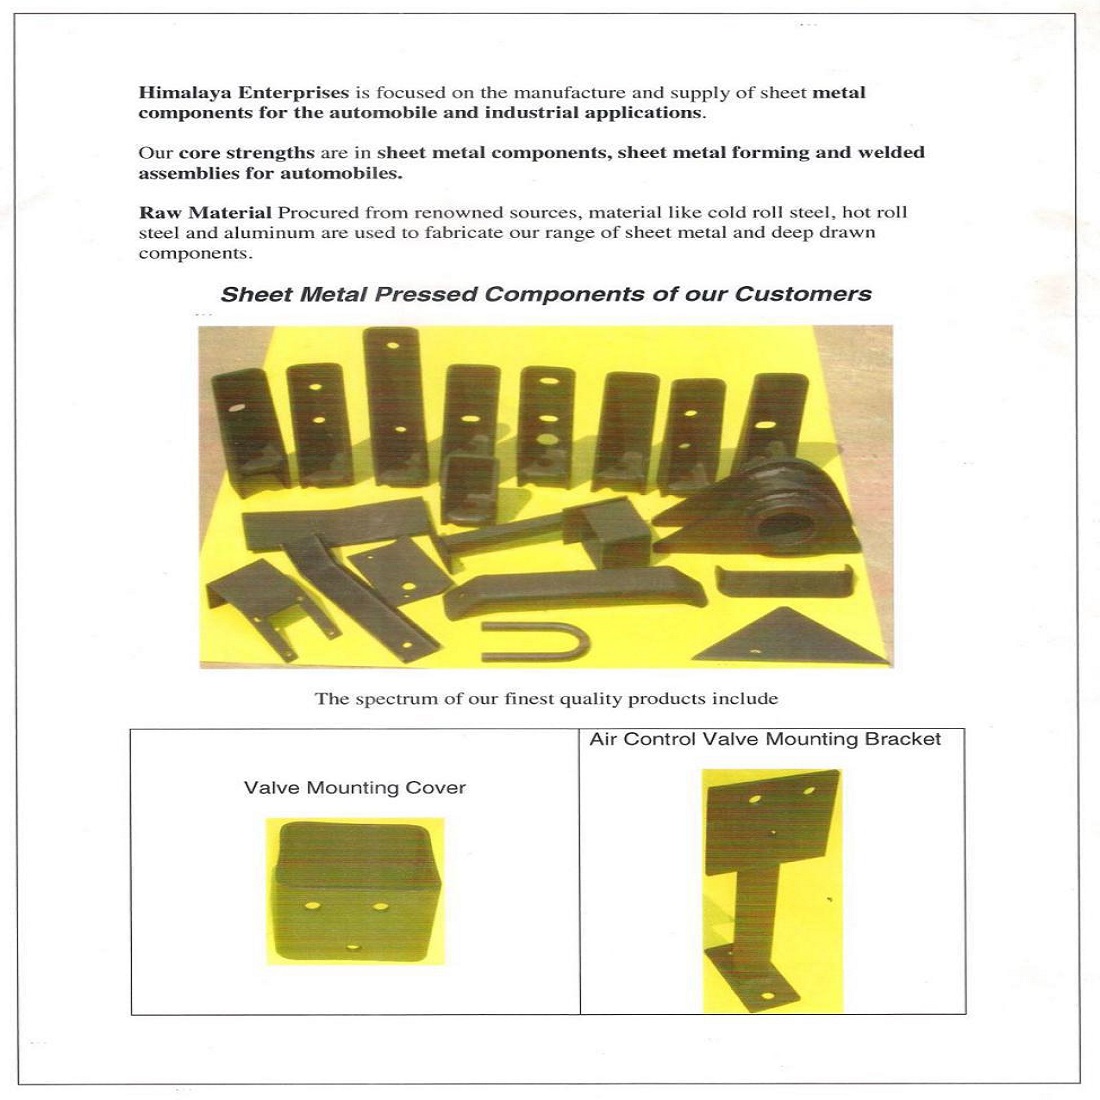 Himalaya Enterprises is focused on the manufacture and supply of sheet metal
components for the automobile and industrial applications.
Our core strengths are in sheet metal components, sheet metal forming and welded
assemblies for automobiles.
Raw Material Procured from renowned sources, material like cold roll steel, hot roll
steel and aluminum are used to fabricate our range of sheet metal and deep drawn
components.
Sheet Metal Pressed Components of our Customers
The spectrum of our finest quality products include
Valve Mounting Cover
Air Control Valve Mounting Bracket